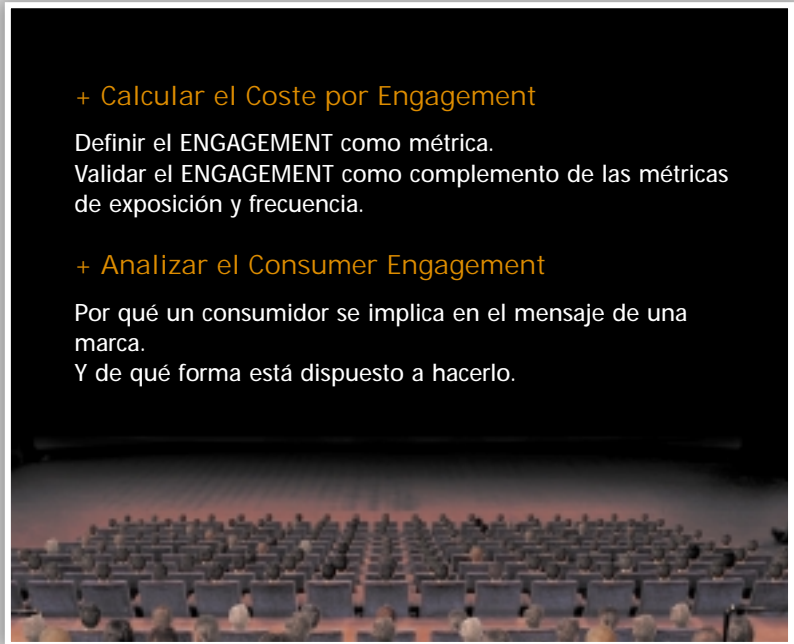 + Calcular el Coste por Engagement
Definir el ENGAGEMENT como métrica.
Validar el ENGAGEMENT como complemento de las métricas
de exposición y frecuencia.
+ Analizar el Consumer Engagement
Por qué un consumidor se implica en el mensaje de una
marca.
Y de qué forma está dispuesto a hacerlo.